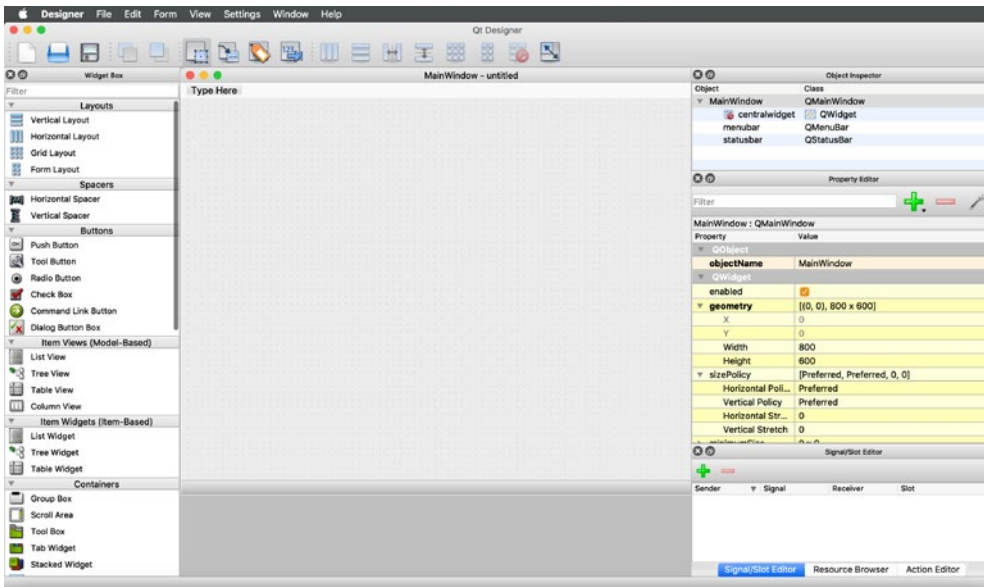 Designer File Edit Form View Settings Window Help
Qt Designer
Widget Box
Filter
Layouts
Vertical Layout
Horizontal Layout
Grid Layout
Form Layout
Spacers
Horizontal Spacer
Vertical Spacer
Buttons
Push Button
Tool Button
Radio Button
Check Box
Command Link Button
Dialog Button Box
Item Views (Model-Based)
List View
Tree View
Table View
Column View
Item Widgets (Item-Based)
List Widget
Tree Widget
Table Widget
Containers
Group Box
Scroll Area
Tool Box
Tab Widget
Stacked Widget
MainWindow - untitled
Type Here
Object Inspector
Object Class
MainWindow QMainWindow
centralwidget QWidget
menubar QMenuBar
statusbar QStatusBar
Property Editor
Filter
MainWindow : QMainWindow
Property Value
QObject
objectName MainWindow
QWidget
enabled
geometry [(0, 0), 800 x 600]
X 0
Y 0
Width 800
Height 600
sizePolicy [Preferred, Preferred, 0, 0]
Horizontal Poli... Preferred
Vertical Policy Preferred
Horizontal Str... 0
Vertical Stretch 0
Signal/Slot Editor
Sender Signal Receiver Slot
Signal/Slot Editor Resource Browser Action Editor